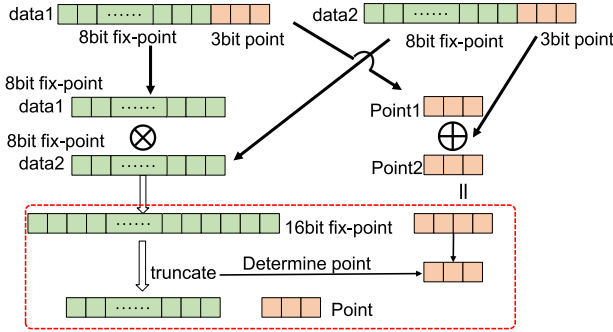 data1
data2
8bit fix-point
3bit point
8bit fix-point
3bit point
8bit fix-point
data1
8bit fix-point
data2
Point1
Point2
16bit fix-point
truncate
Determine point
Point